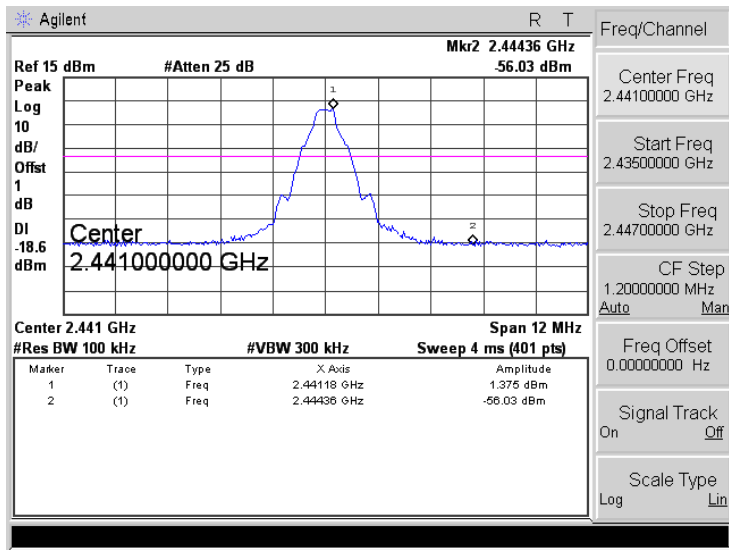 Agilent R T
Mkr2 2.44436 GHz
Ref 15 dBm #Atten 25 dB -56.03 dBm
Peak
Log
10
dB/
Offst
1
dB
DI
-18.6
dBm
1
2
Center
2.441000000 GHz
Center 2.441 GHz Span 12 MHz
#Res BW 100 kHz #VBW 300 kHz Sweep 4 ms (401 pts)
Marker Trace Type X Axis Amplitude
1 (1) Freq 2.44118 GHz 1.375 dBm
2 (1) Freq 2.44436 GHz -56.03 dBm
Freq/Channel
Center Freq
2.44100000 GHz
Start Freq
2.43500000 GHz
Stop Freq
2.44700000 GHz
CF Step
1.20000000 MHz
Auto Man
Freq Offset
0.00000000 Hz
Signal Track
On Off
Scale Type
Log Lin